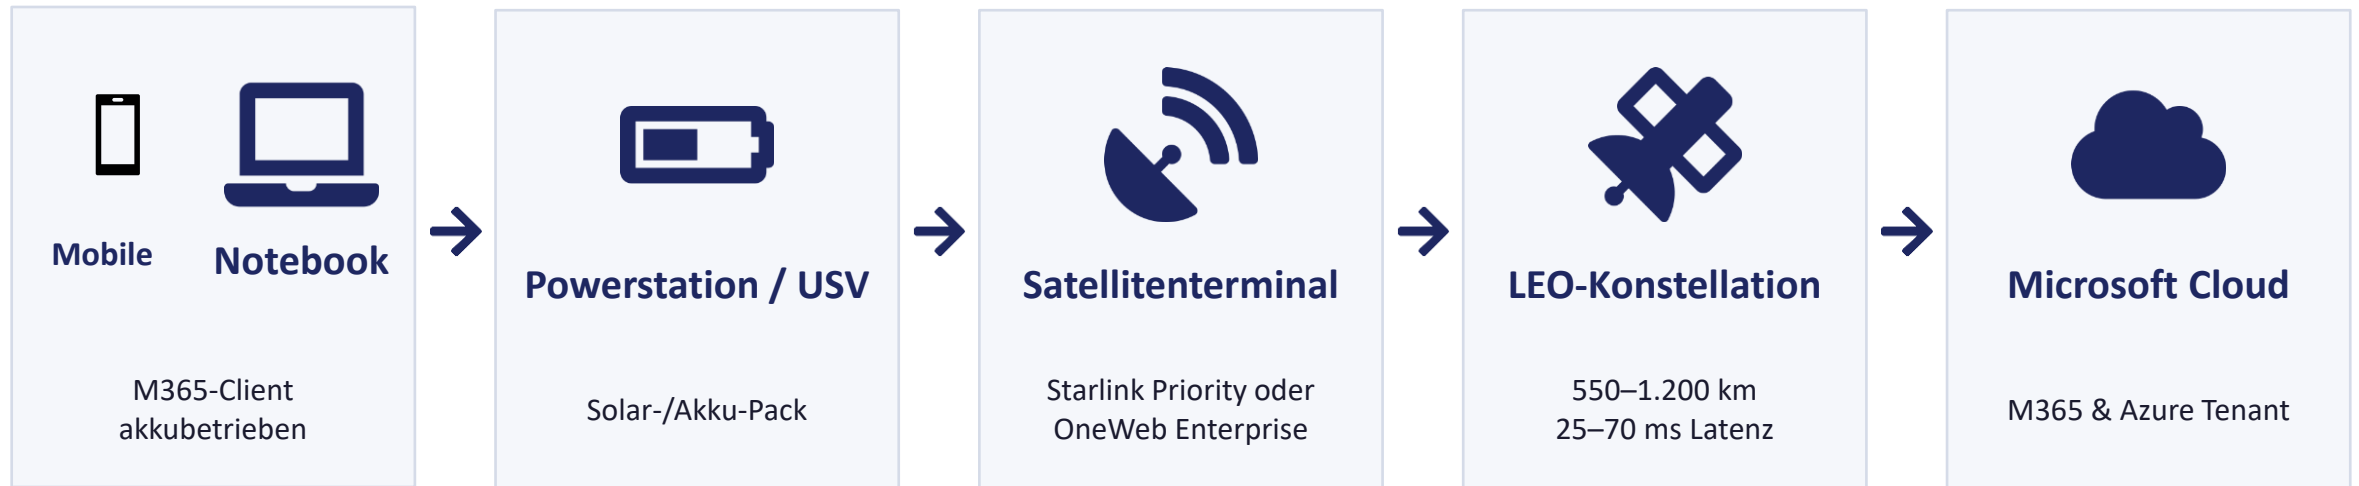 Mobile
Notebook
M365-Client
akkubetrieben
Powerstation / USV
Solar-/Akku-Pack
Satellitenterminal
Starlink Priority oder
OneWeb Enterprise
LEO-Konstellation
550–1.200 km
25–70 ms Latenz
Microsoft Cloud
M365 & Azure Tenant